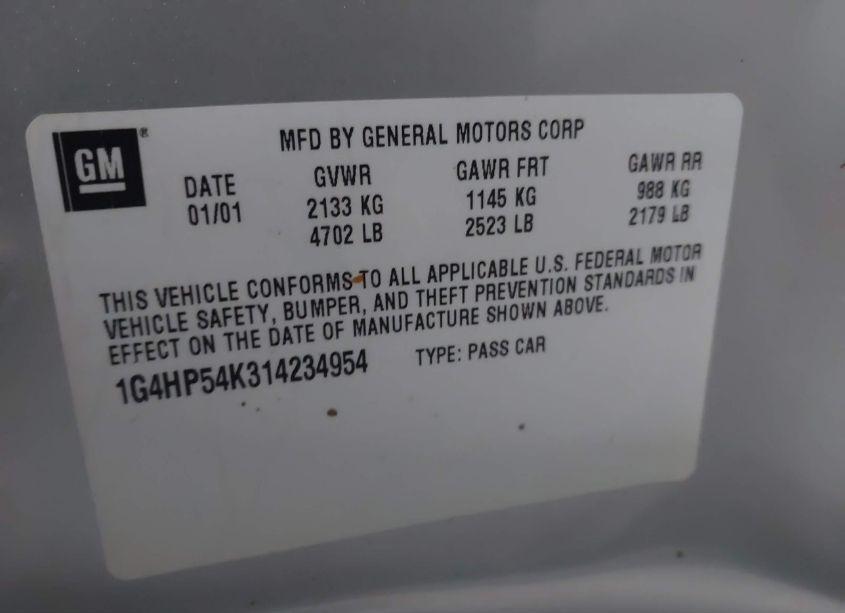 GM®
MFD BY GENERAL MOTORS CORP
DATE GVWR GAWR FRT GAWR RR
01/01 2133 KG 1145 KG 988 KG
4702 LB 2523 LB 2179 LB
THIS VEHICLE CONFORMS TO ALL APPLICABLE U.S. FEDERAL MOTOR
VEHICLE SAFETY, BUMPER, AND THEFT PREVENTION STANDARDS IN
EFFECT ON THE DATE OF MANUFACTURE SHOWN ABOVE.
1G4HP54K314234954 TYPE: PASS CAR